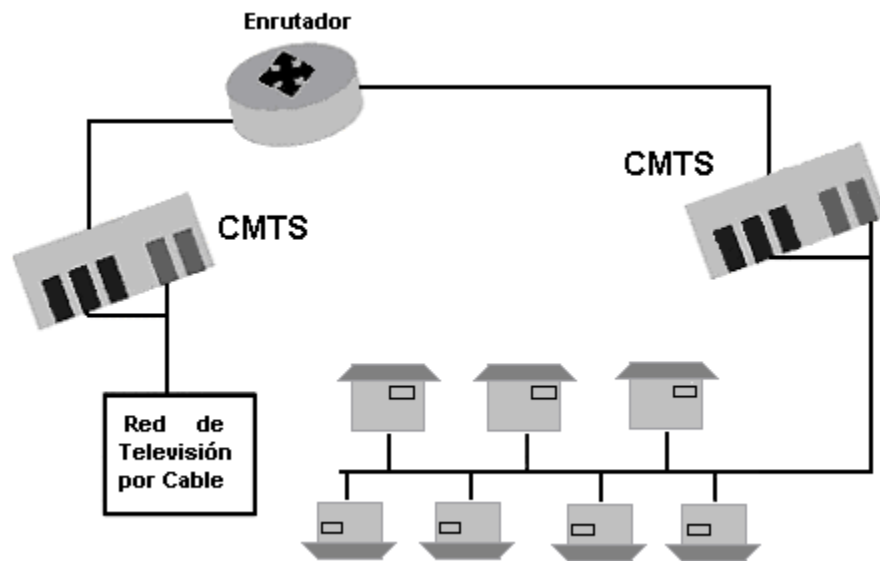 Enrutador
CMTS
CMTS
Red de
Televisión
por Cable